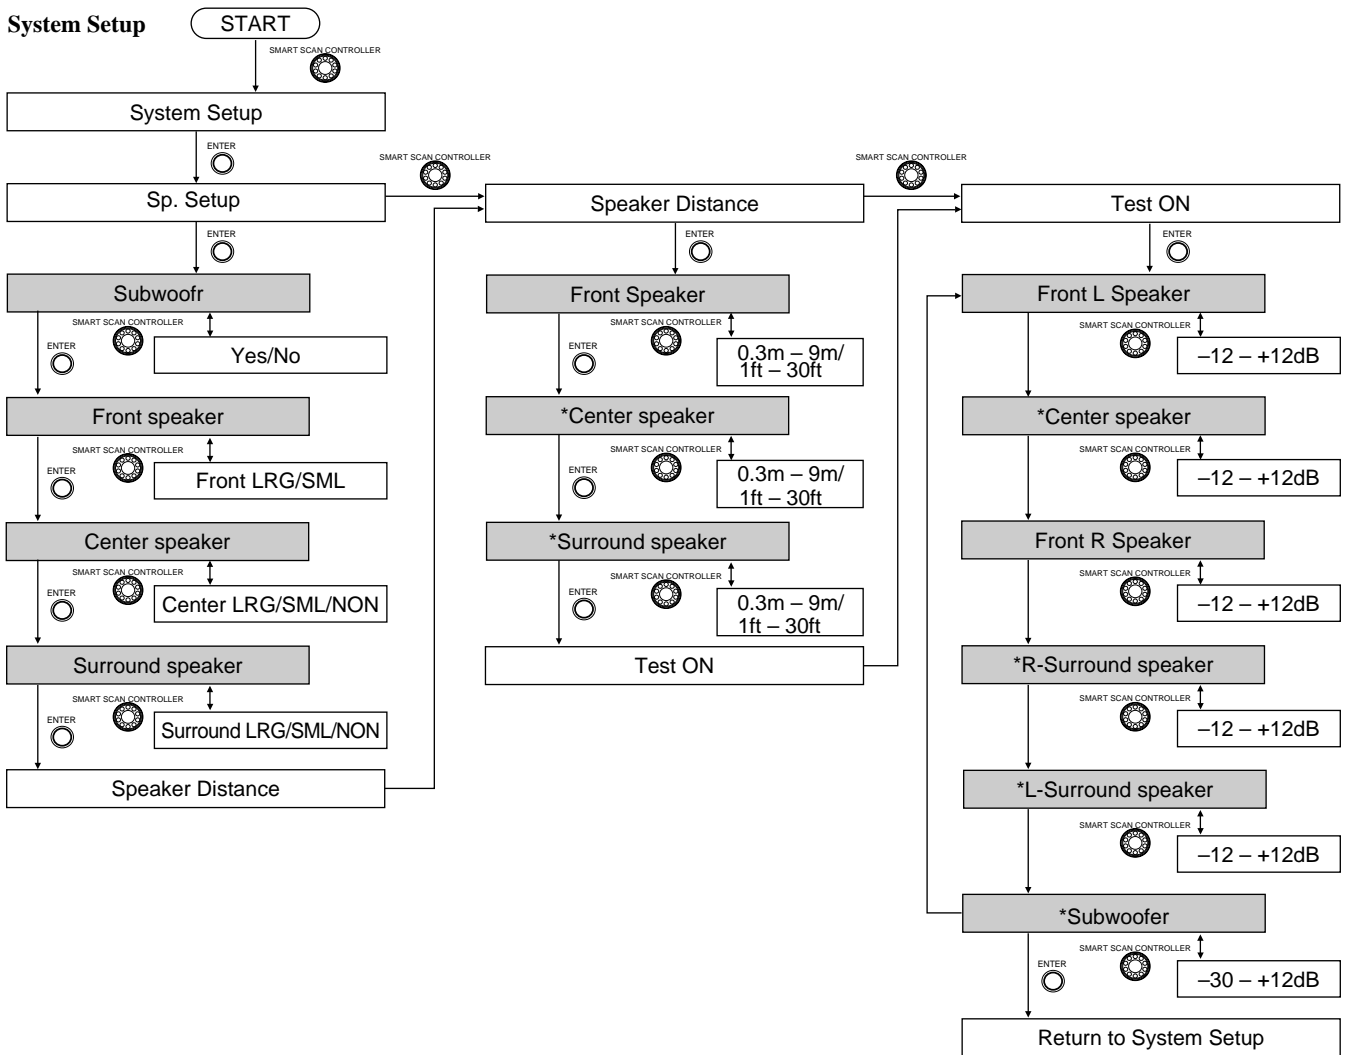 System Setup
START
SMART SCAN CONTROLLER
System Setup
ENTER
Sp. Setup
ENTER
Subwoofr
SMART SCAN CONTROLLER
ENTER
Yes/No
Front speaker
SMART SCAN CONTROLLER
ENTER
Front LRG/SML
Center speaker
SMART SCAN CONTROLLER
ENTER
Center LRG/SML/NON
Surround speaker
SMART SCAN CONTROLLER
ENTER
Surround LRG/SML/NON
Speaker Distance
SMART SCAN CONTROLLER
Speaker Distance
ENTER
Front Speaker
SMART SCAN CONTROLLER
ENTER
0.3m – 9m/
1ft – 30ft
*Center speaker
SMART SCAN CONTROLLER
ENTER
0.3m – 9m/
1ft – 30ft
*Surround speaker
SMART SCAN CONTROLLER
ENTER
0.3m – 9m/
1ft – 30ft
Test ON
SMART SCAN CONTROLLER
Test ON
ENTER
Front L Speaker
SMART SCAN CONTROLLER
–12 – +12dB
*Center speaker
SMART SCAN CONTROLLER
–12 – +12dB
Front R Speaker
SMART SCAN CONTROLLER
–12 – +12dB
*R-Surround speaker
SMART SCAN CONTROLLER
–12 – +12dB
*L-Surround speaker
SMART SCAN CONTROLLER
–12 – +12dB
*Subwoofer
SMART SCAN CONTROLLER
ENTER
–30 – +12dB
Return to System Setup